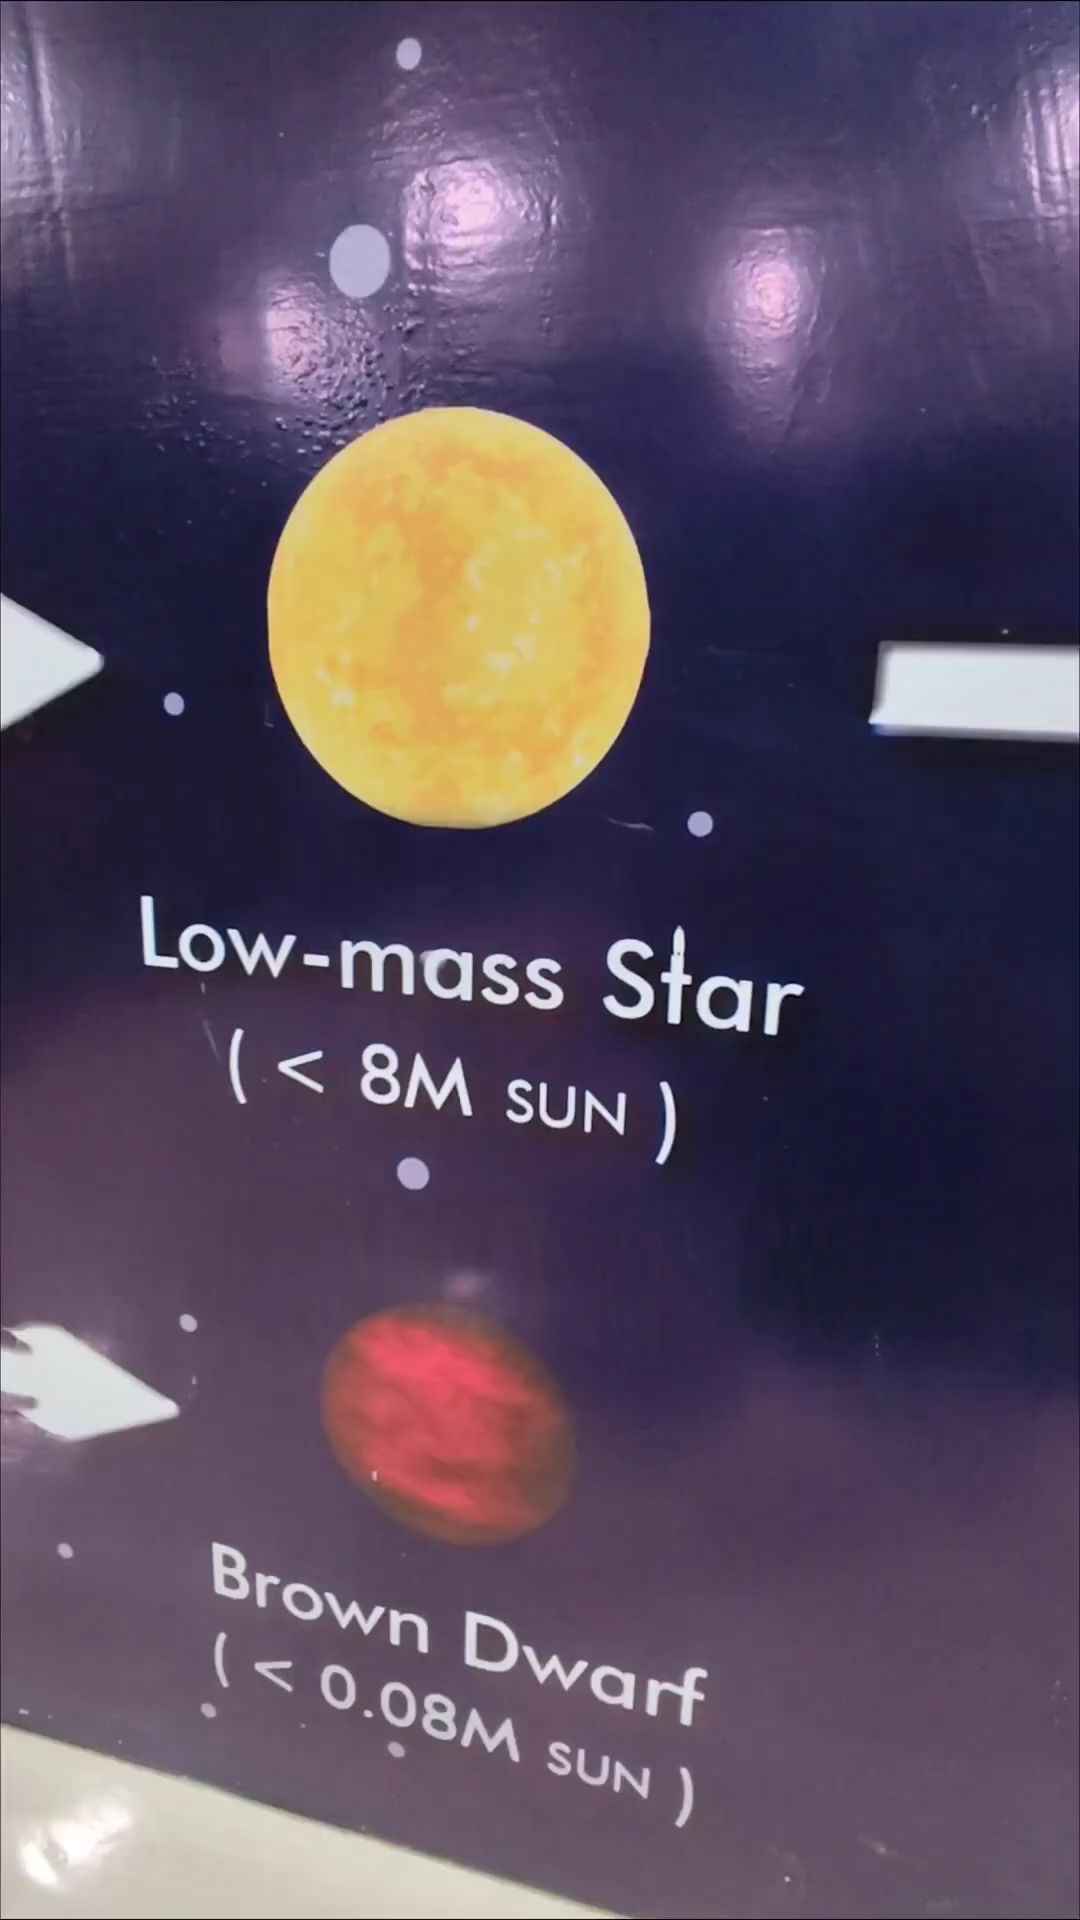 Low-mass Star
( < 8M SUN )
Brown Dwarf
( < 0.08M SUN )